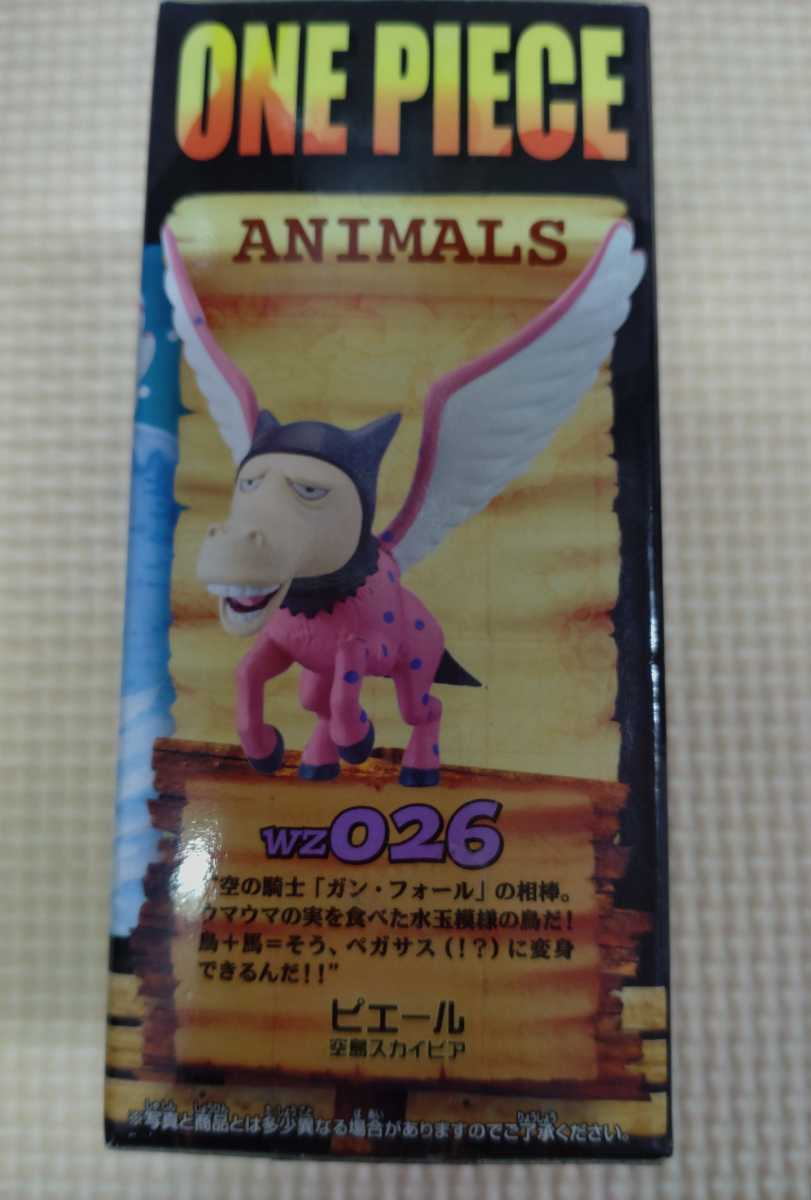 ONE PIECE
ANIMALS
WZ026
"空の騎士「ガン・フォール」の相棒。
ウマウマの実を食べた水玉模様の鳥だ!
鳥+馬=そう、ペガサス(!?)に変身
できるんだ!!"
ピエール
空島スカイピア
※写真と商品とは多少異なる場合がありますのでご了承ください。